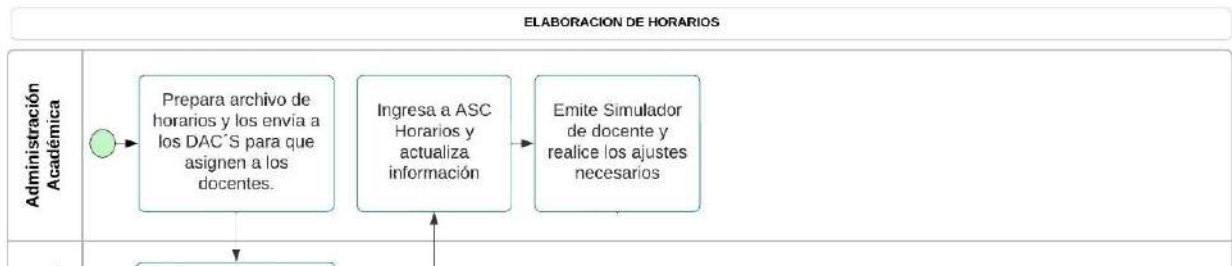 ELABORACION DE HORARIOS
Administración
Académica
Prepara archivo de
horarios y los envía a
los DAC´S para que
asignen a los
docentes.
Ingresa a ASC
Horarios y
actualiza
información
Emite Simulador
de docente y
realice los ajustes
necesarios